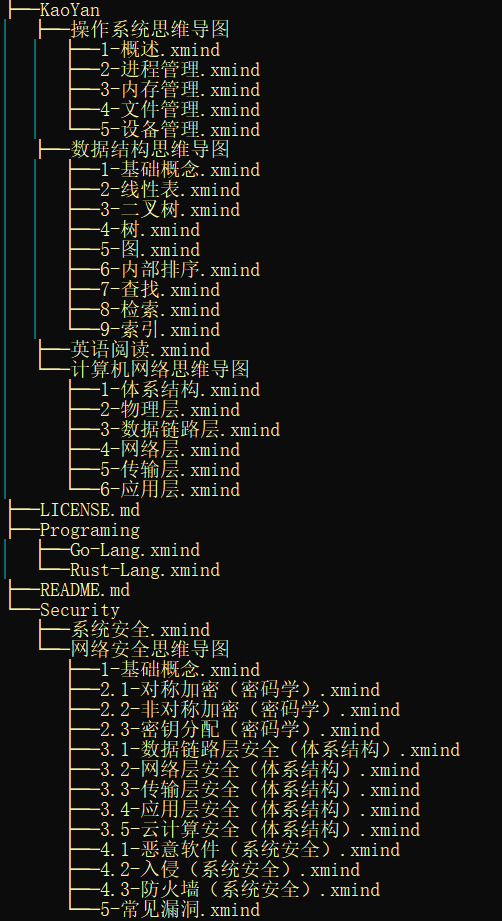 ├──KaoYan
│  ├──操作系统思维导图
│  │  ├──1-概述.xmind
│  │  ├──2-进程管理.xmind
│  │  ├──3-内存管理.xmind
│  │  ├──4-文件管理.xmind
│  │  └──5-设备管理.xmind
│  ├──数据结构思维导图
│  │  ├──1-基础概念.xmind
│  │  ├──2-线性表.xmind
│  │  ├──3-二叉树.xmind
│  │  ├──4-树.xmind
│  │  ├──5-图.xmind
│  │  ├──6-内部排序.xmind
│  │  ├──7-查找.xmind
│  │  ├──8-检索.xmind
│  │  └──9-索引.xmind
│  ├──英语阅读.xmind
│  └──计算机网络思维导图
│     ├──1-体系结构.xmind
│     ├──2-物理层.xmind
│     ├──3-数据链路层.xmind
│     ├──4-网络层.xmind
│     ├──5-传输层.xmind
│     └──6-应用层.xmind
├──LICENSE.md
├──Programing
│  ├──Go-Lang.xmind
│  └──Rust-Lang.xmind
├──README.md
└──Security
   ├──系统安全.xmind
   └──网络安全思维导图
      ├──1-基础概念.xmind
      ├──2.1-对称加密（密码学）.xmind
      ├──2.2-非对称加密（密码学）.xmind
      ├──2.3-密钥分配（密码学）.xmind
      ├──3.1-数据链路层安全（体系结构）.xmind
      ├──3.2-网络层安全（体系结构）.xmind
      ├──3.3-传输层安全（体系结构）.xmind
      ├──3.4-应用层安全（体系结构）.xmind
      ├──3.5-云计算安全（体系结构）.xmind
      ├──4.1-恶意软件（系统安全）.xmind
      ├──4.2-入侵（系统安全）.xmind
      ├──4.3-防火墙（系统安全）.xmind
      └──5-常见漏洞.xmind